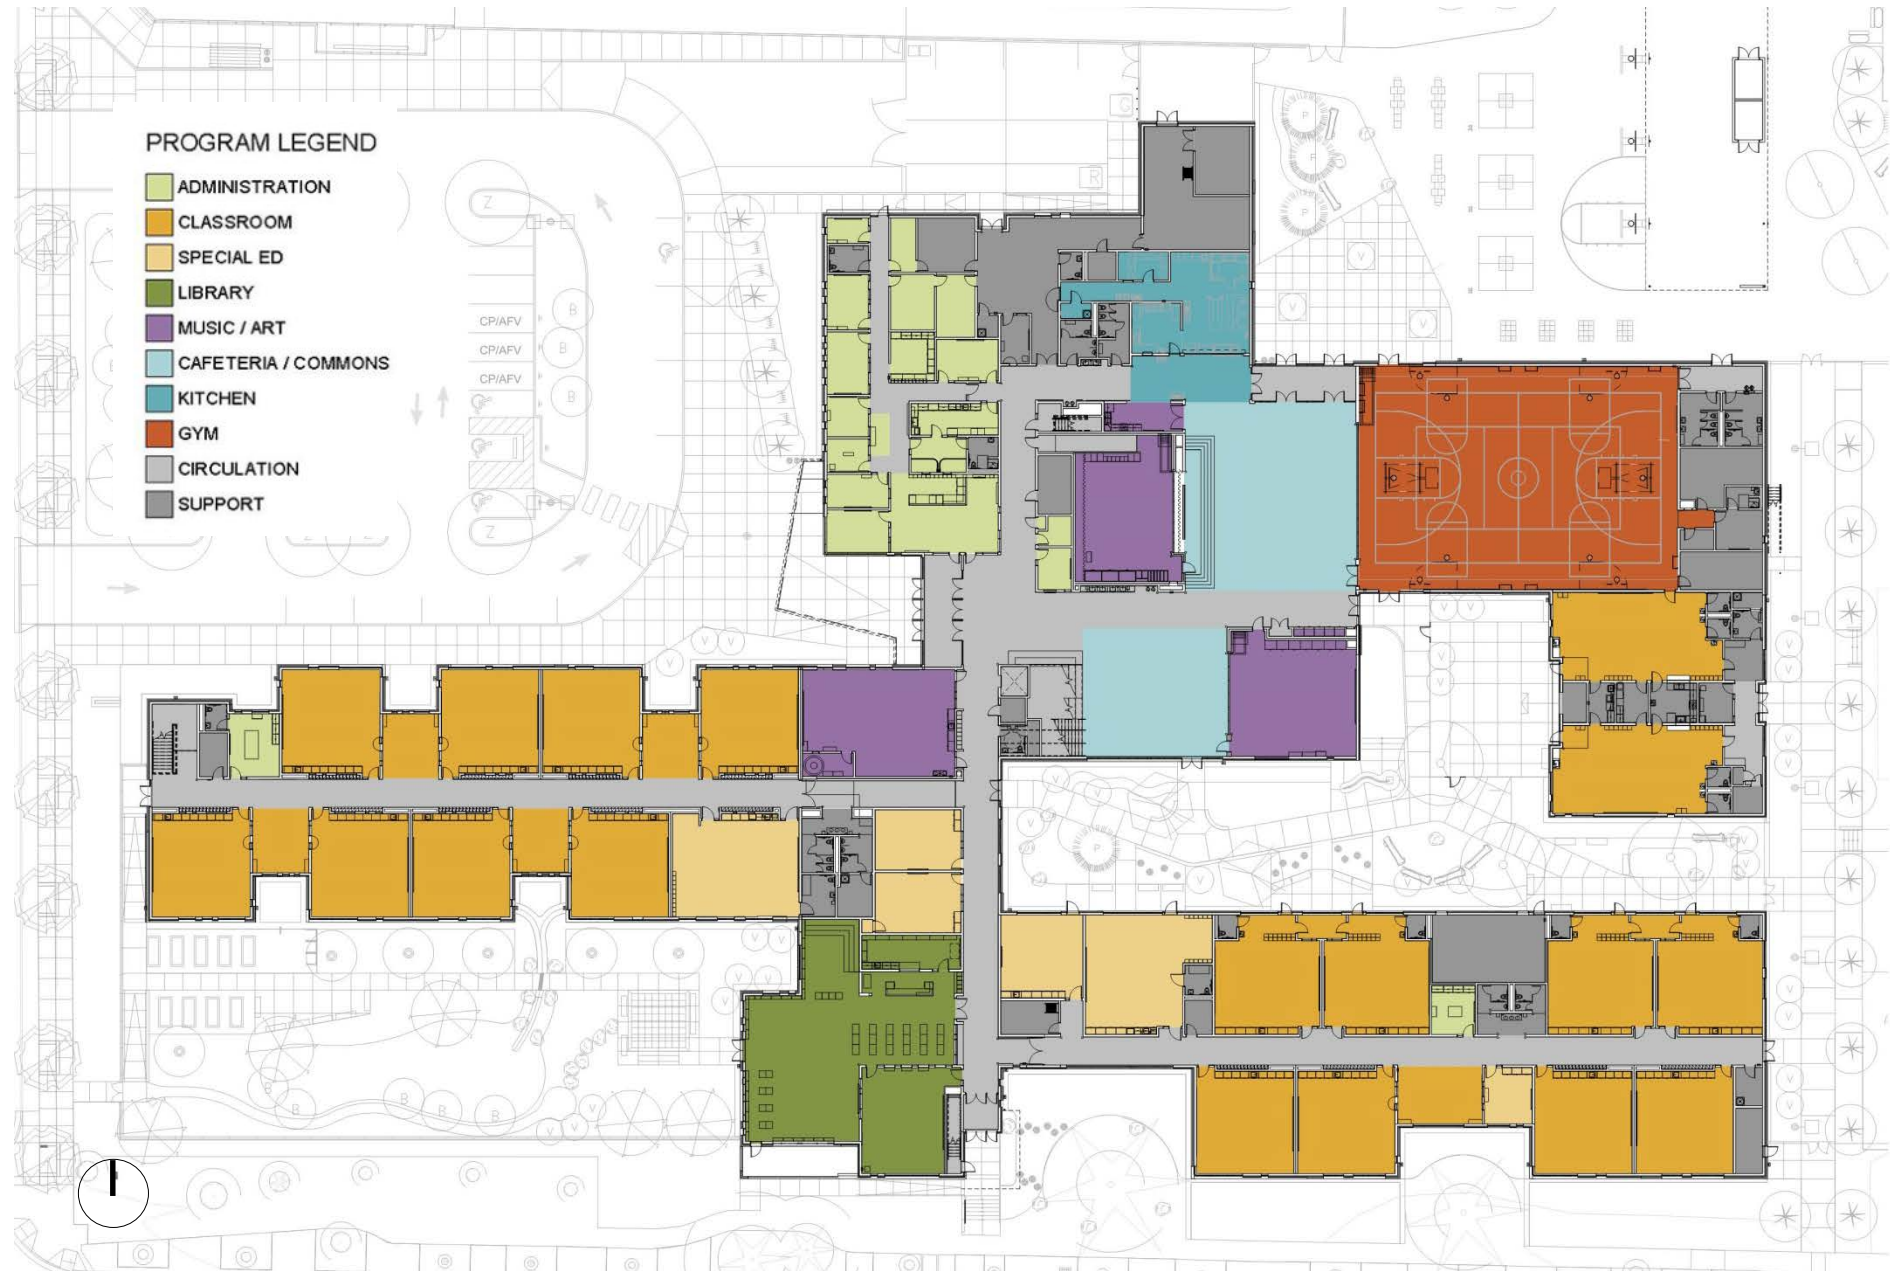 G
R
P
P
P
PROGRAM LEGEND
ADMINISTRATION
CLASSROOM
SPECIAL ED
LIBRARY
MUSIC / ART
CAFETERIA / COMMONS
KITCHEN
GYM
CIRCULATION
SUPPORT
Z
B
CP/AFV
B
CP/AFV
CP/AFV
B
Z
V
V
V
V
V
V
V
P
V
V
B
B
B
B
V
V
V